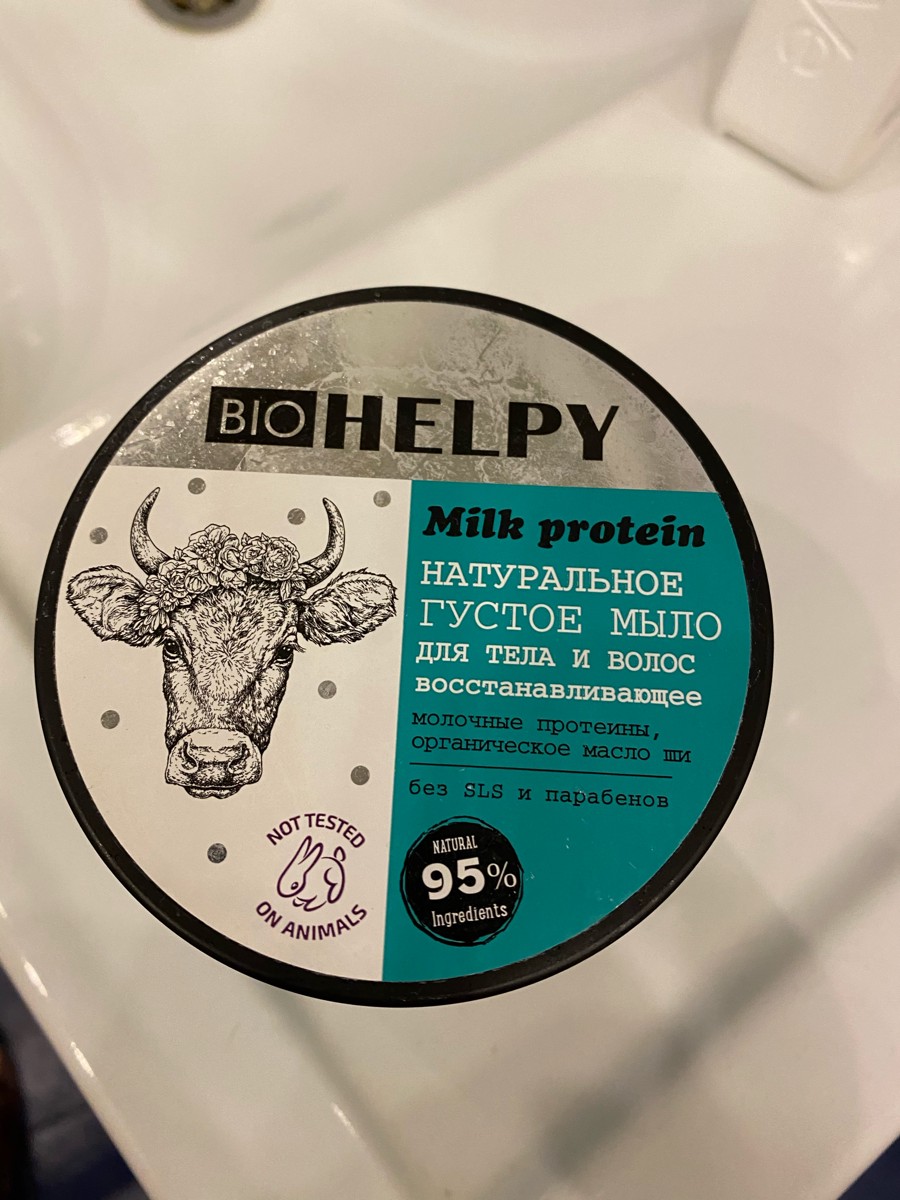 BIO HELPY
Milk protein
НАТУРАЛЬНОЕ
ГУСТОЕ МЫЛО
ДЛЯ ТЕЛА И ВОЛОС
восстанавливающее
молочные протеины,
органическое масло ши
без SLS и парабенов
NOT TESTED
ON ANIMALS
NATURAL
95%
Ingredients